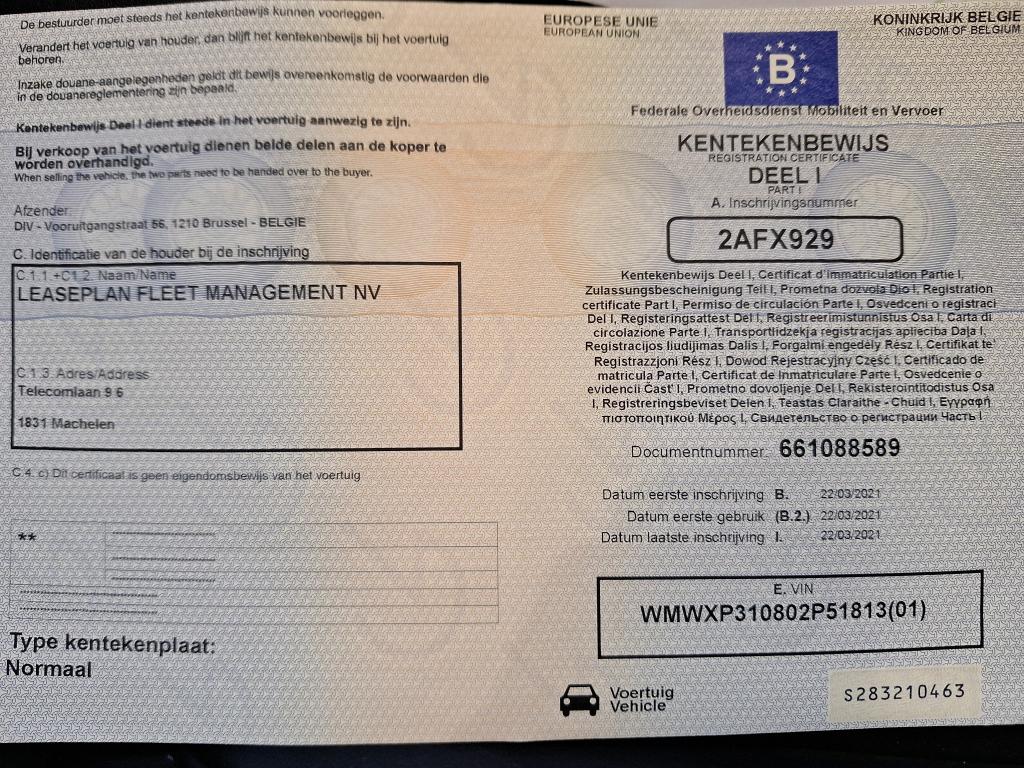 De bestuurder moet steeds het kentekenbewijs kunnen voorleggen.
Verandert het voertuig van houder, dan blijft het kentekenbewijs bij het voertuig
behoren.
Inzake douane-aangelegenheden geldt dit bewijs overeenkomstig de voorwaarden die
in de douanereglementering zijn bepaald.
Kentekenbewijs Deel I dient steeds in het voertuig aanwezig te zijn.
Bij verkoop van het voertuig dienen beide delen aan de koper te
worden overhandigd.
When selling the vehicle, the two parts need to be handed over to the buyer.
Afzender:
DIV - Vooruitgangstraat 56, 1210 Brussel - BELGIE
C. Identificatie van de houder bij de inschrijving
C.1.1 +C1.2. Naam/Name
LEASEPLAN FLEET MANAGEMENT NV
C.1.3. Adres/Address
Telecomlaan 9 6
1831 Machelen
C.4. c) Dit certificaat is geen eigendomsbewijs van het voertuig
**
Type kentekenplaat:
Normaal
EUROPESE UNIE
EUROPEAN UNION
KONINKRIJK BELGIE
KINGDOM OF BELGIUM
B
Federale Overheidsdienst Mobiliteit en Vervoer
KENTEKENBEWIJS
REGISTRATION CERTIFICATE
DEEL I
PART I
A. Inschrijvingsnummer
2AFX929
Kentekenbewijs Deel I, Certificat d'immatriculation Partie I,
Zulassungsbescheinigung Teil I, Prometna dozvola Dio I, Registration
certificate Part I, Permiso de circulación Parte I, Osvedceni o registraci
Del I, Registeringsattest Del I, Registreerimistunnistus Osa I, Carta di
circolazione Parte I, Transportlidzekja registracijas aplieciba Daļa I,
Registracijos liudijimas Dalis I, Forgalmi engedély Rész I, Certifikat te'
Registrazzjoni Rész I, Dowod Rejestracyjny Część I, Certificado de
matricula Parte I, Certificat de Inmatriculare Parte I, Osvedcenie o
evidencii Časť I, Prometno dovoljenje Del I, Rekisterointitodistus Osa
I, Registreringsbeviset Delen I, Teastas Claraithe - Chuid I, Εγγραφή
πιστοποιητικού Μέρος I, Свидетельство о регистрации Часть I
Documentnummer: 661088589
Datum eerste inschrijving B. 22/03/2021
Datum eerste gebruik (B.2.) 22/03/2021
Datum laatste inschrijving I. 22/03/2021
E. VIN
WMWXP310802P51813(01)
Voertuig
Vehicle
S283210463